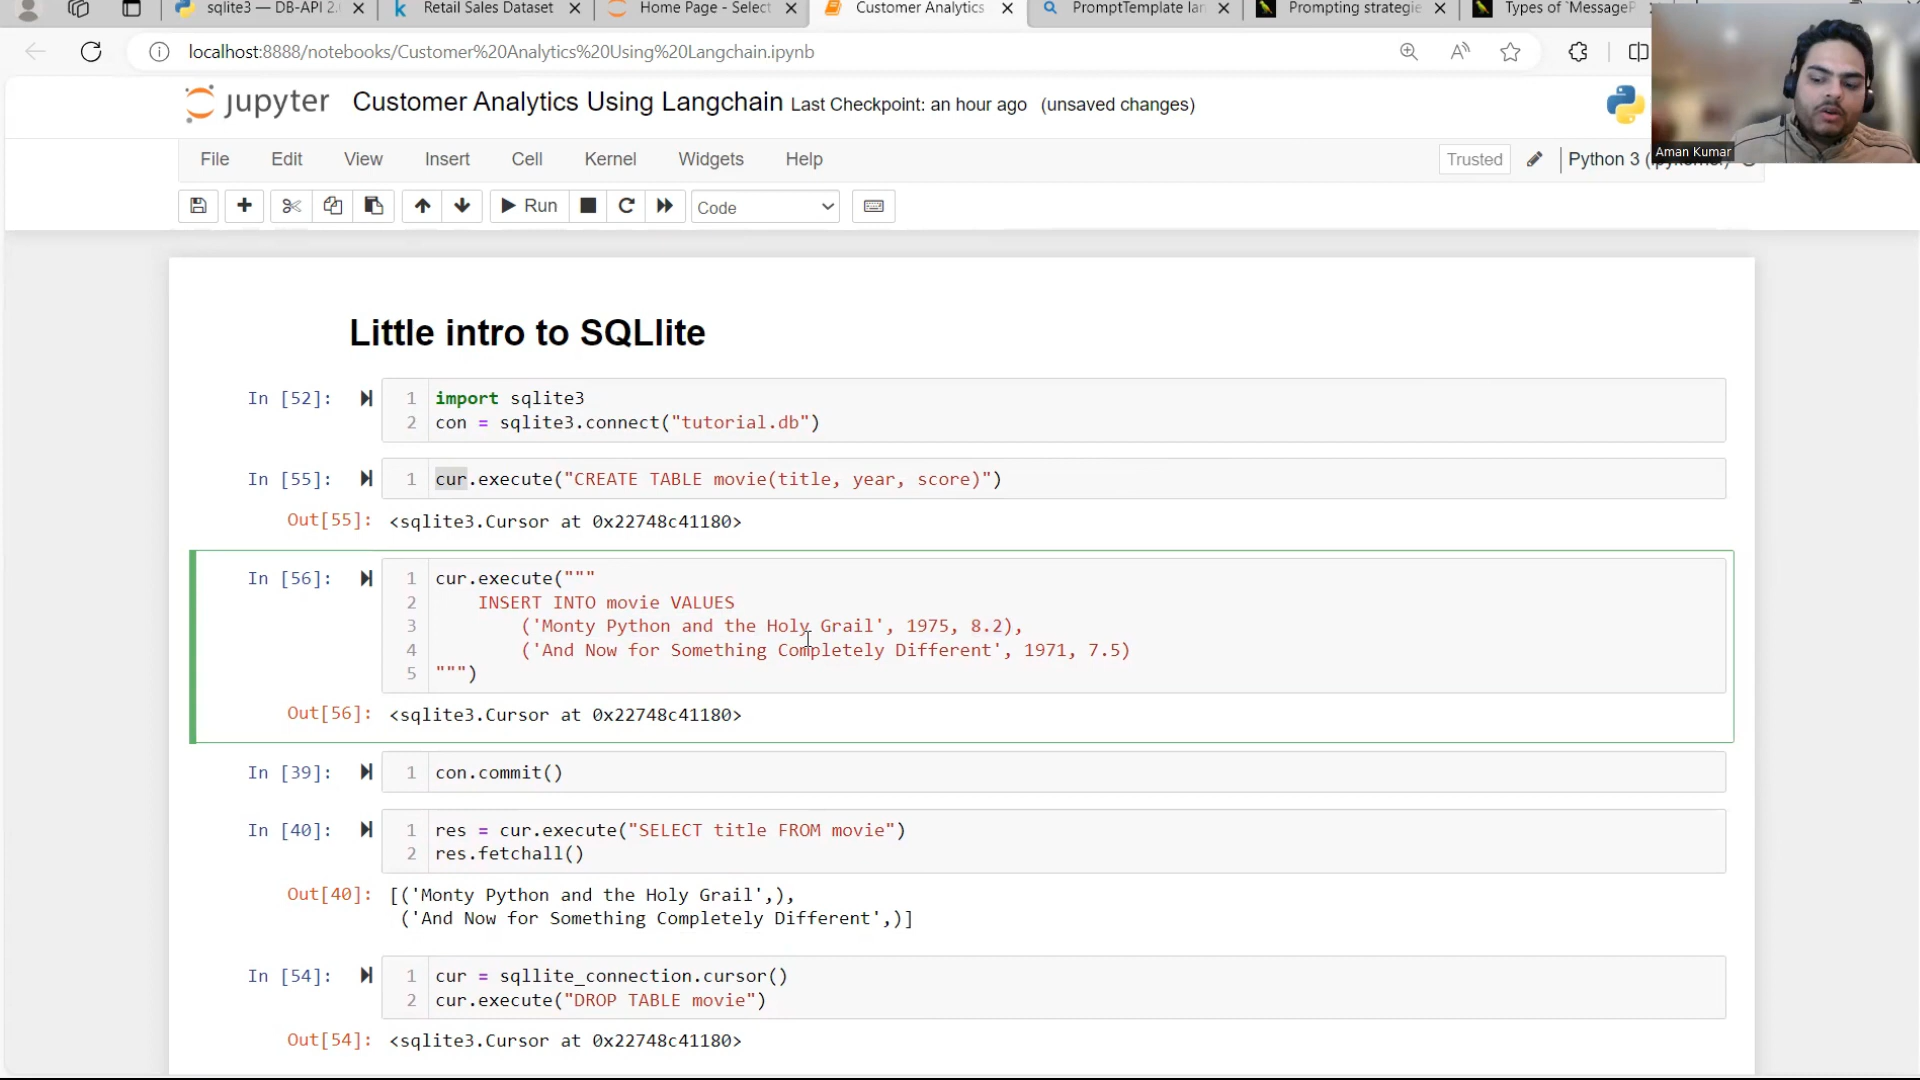 sqlite3 — DB-API 2.
Retail Sales Dataset
Home Page - Select
Customer Analytics
PromptTemplate lan
Prompting strategie
Types of `MessageP
localhost:8888/notebooks/Customer%20Analytics%20Using%20Langchain.ipynb
jupyter Customer Analytics Using Langchain Last Checkpoint: an hour ago (unsaved changes)
Aman Kumar
File Edit View Insert Cell Kernel Widgets Help
Trusted
Python 3
Run
Code
Little intro to SQLlite
In [52]:
1 import sqlite3
2 con = sqlite3.connect("tutorial.db")
In [55]:
1 cur.execute("CREATE TABLE movie(title, year, score)")
Out[55]: <sqlite3.Cursor at 0x22748c41180>
In [56]:
1 cur.execute("""
2 INSERT INTO movie VALUES
3 ('Monty Python and the Holy Grail', 1975, 8.2),
4 ('And Now for Something Completely Different', 1971, 7.5)
5 """)
Out[56]: <sqlite3.Cursor at 0x22748c41180>
In [39]:
1 con.commit()
In [40]:
1 res = cur.execute("SELECT title FROM movie")
2 res.fetchall()
Out[40]: [('Monty Python and the Holy Grail',),
('And Now for Something Completely Different',)]
In [54]:
1 cur = sqllite_connection.cursor()
2 cur.execute("DROP TABLE movie")
Out[54]: <sqlite3.Cursor at 0x22748c41180>